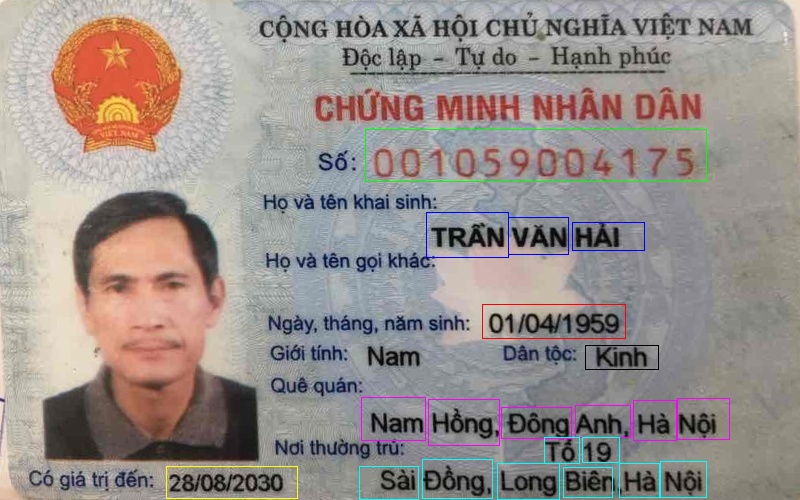 CỘNG HÒA XÃ HỘI CHỦ NGHĨA VIỆT NAM
Độc lập - Tự do - Hạnh phúc
CHỨNG MINH NHÂN DÂN
Số: 001059004175
Họ và tên khai sinh:
TRẦN VĂN HẢI
Họ và tên gọi khác:
Ngày, tháng, năm sinh: 01/04/1959
Giới tính: Nam Dân tộc: Kinh
Quê quán:
Nam Hồng, Đông Anh, Hà Nội
Nơi thường trú: Tổ 19
Sài Đồng, Long Biên, Hà Nội
Có giá trị đến: 28/08/2030